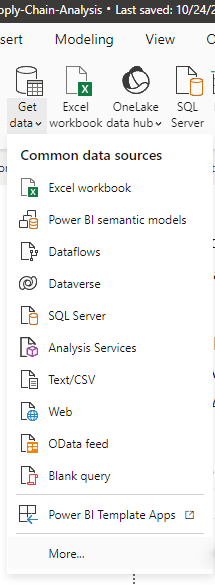 pply-Chain-Analysis • Last saved: 10/24/2
sert Modeling View O
Get data Excel workbook OneLake data hub SQL Server
Common data sources
Excel workbook
Power BI semantic models
Dataflows
Dataverse
SQL Server
Analysis Services
Text/CSV
Web
OData feed
Blank query
Power BI Template Apps
More...